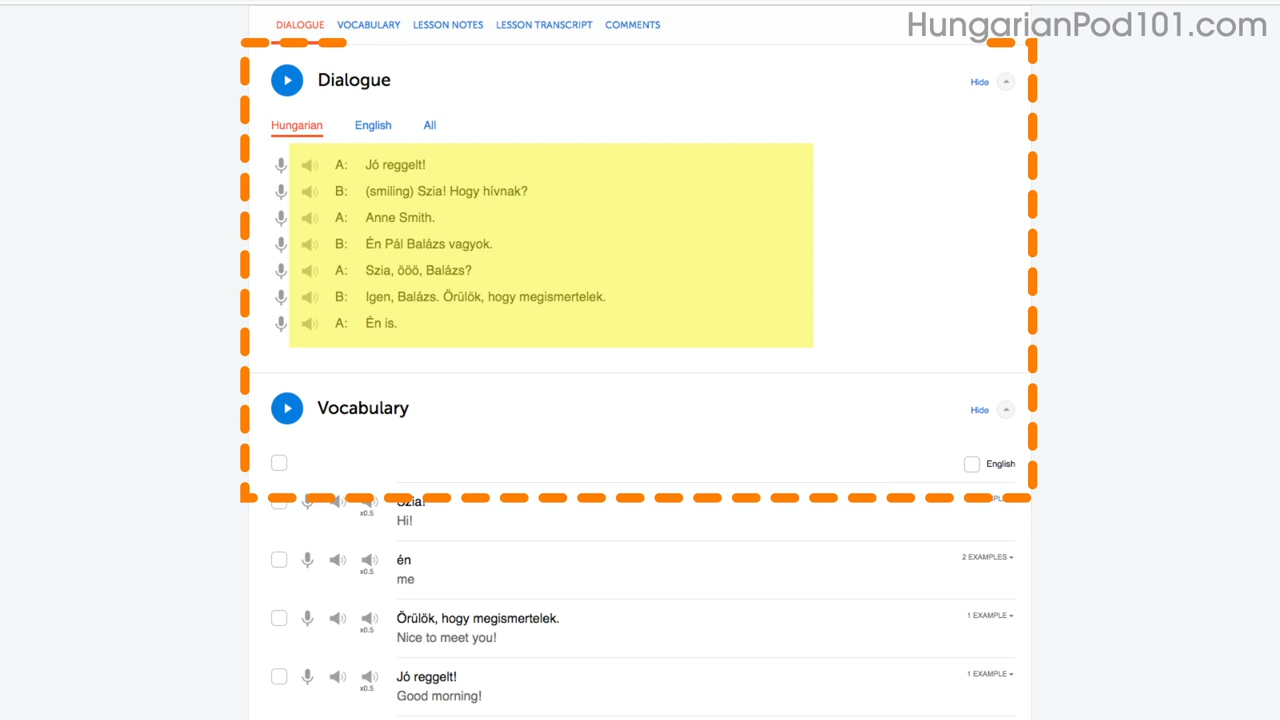 HungarianPod101.com
DIALOGUE VOCABULARY LESSON NOTES LESSON TRANSCRIPT COMMENTS
Dialogue
Hide
Hungarian English All
A: Jó reggelt!
B: (smiling) Szia! Hogy hívnak?
A: Anne Smith.
B: Én Pál Balázs vagyok.
A: Szia, ööö, Balázs?
B: Igen, Balázs. Örülök, hogy megismertelek.
A: Én is.
Vocabulary
Hide
English
Szia!
x0.5
Hi!
én 2 EXAMPLES
x0.5
me
Örülök, hogy megismertelek. 1 EXAMPLE
x0.5
Nice to meet you!
Jó reggelt! 1 EXAMPLE
x0.5
Good morning!